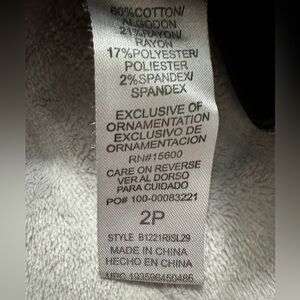 60%COTTON/
ALGODON
21%RAYON/
RAYON
17%POLYESTER/
POLIESTER
2%SPANDEX/
SPANDEX
EXCLUSIVE OF
ORNAMENTATION
EXCLUSIVO DE
ORNAMENTACION
RN#15600
CARE ON REVERSE
VER AL DORSO
PARA CUIDADO
PO# 100-00083221
2P
STYLE B1221RISL29
MADE IN CHINA
HECHO EN CHINA
UPC 193596450486